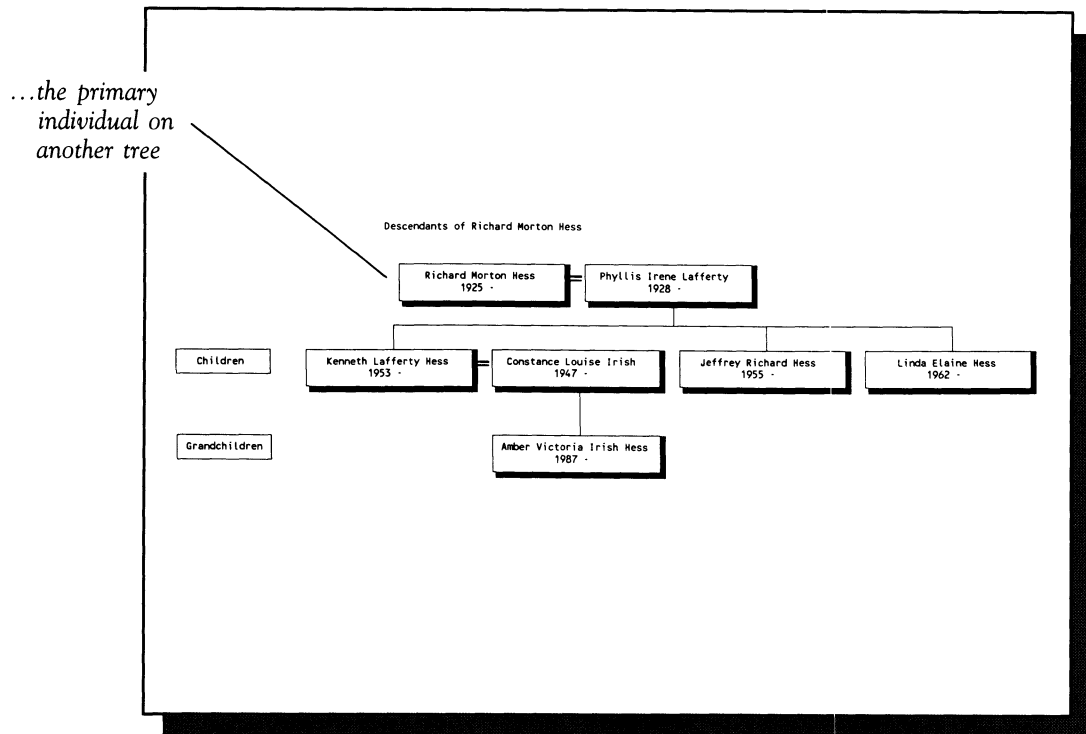 ...the primary
individual on
another tree
Descendants of Richard Morton Hess
Richard Morton Hess
1925 -
Phyllis Irene Lafferty
1928 -
Children
Kenneth Lafferty Hess
1953 -
Constance Louise Irish
1947 -
Jeffrey Richard Hess
1955 -
Linda Elaine Hess
1962 -
Grandchildren
Amber Victoria Irish Hess
1987 -